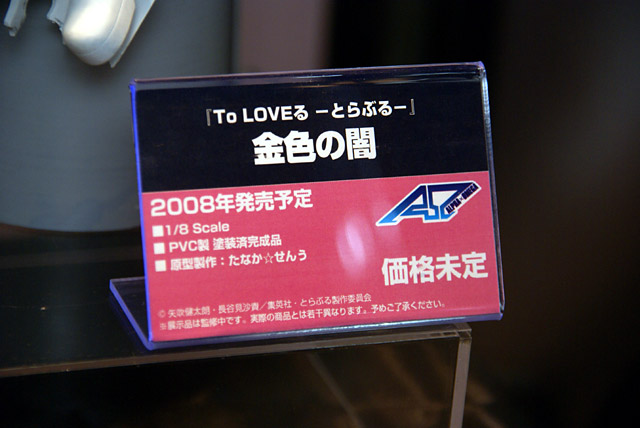 『To LOVEる －とらぶる－』
金色の闇
2008年発売予定
■1/8 Scale
■PVC製 塗装済完成品
■原型製作：たなか☆せんう
価格未定
© 矢吹健太朗・長谷見沙貴／集英社・とらぶる製作委員会
※展示品は監修中です。実際の商品とは若干異なります。予めご了承ください。